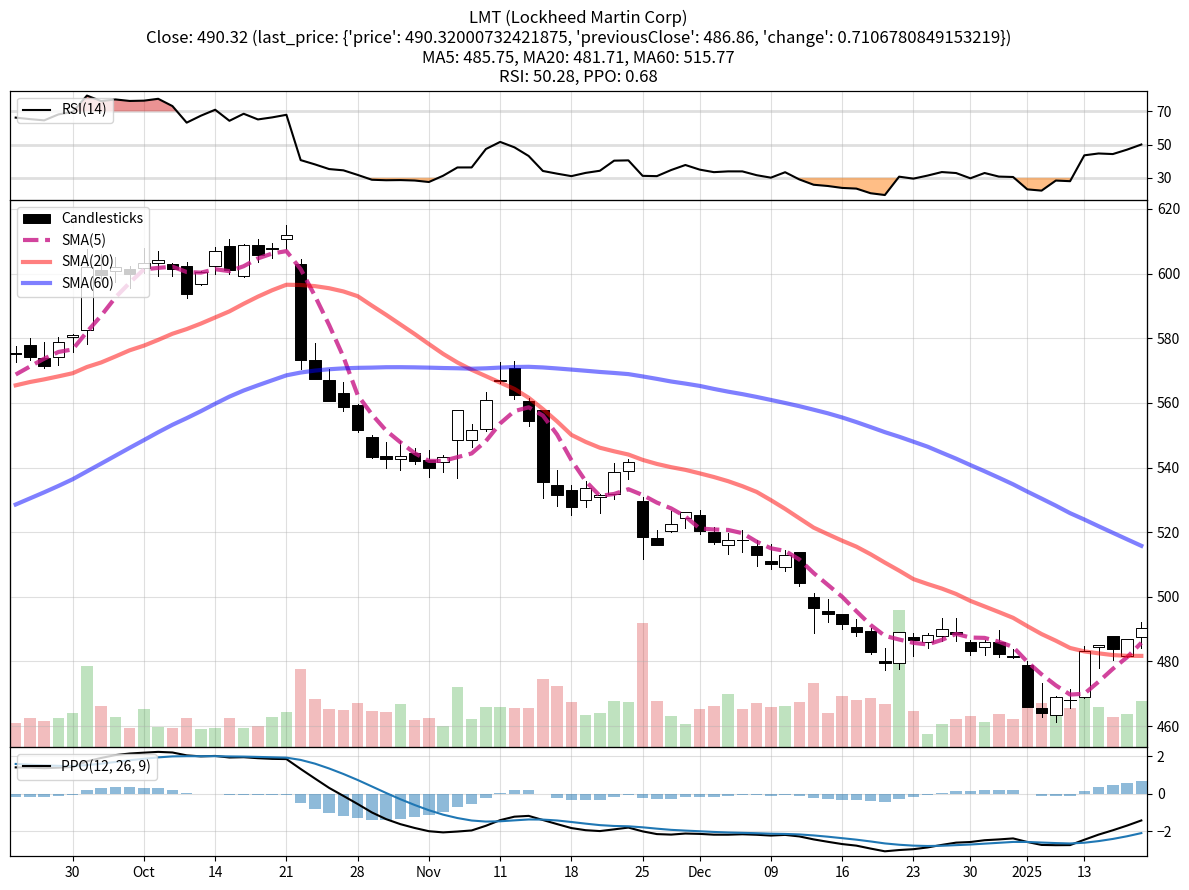 LMT (Lockheed Martin Corp)
Close: 490.32 (last_price: {'price': 490.32000732421875, 'previousClose': 486.86, 'change': 0.7106780849153219})
MA5: 485.75, MA20: 481.71, MA60: 515.77
RSI: 50.28, PPO: 0.68
RSI(14)
70
50
30
Candlesticks
SMA(5)
SMA(20)
SMA(60)
620
600
580
560
540
520
500
480
460
PPO(12, 26, 9)
2
0
−2
30 Oct 14 21 28 Nov 11 18 25 Dec 09 16 23 30 2025 13